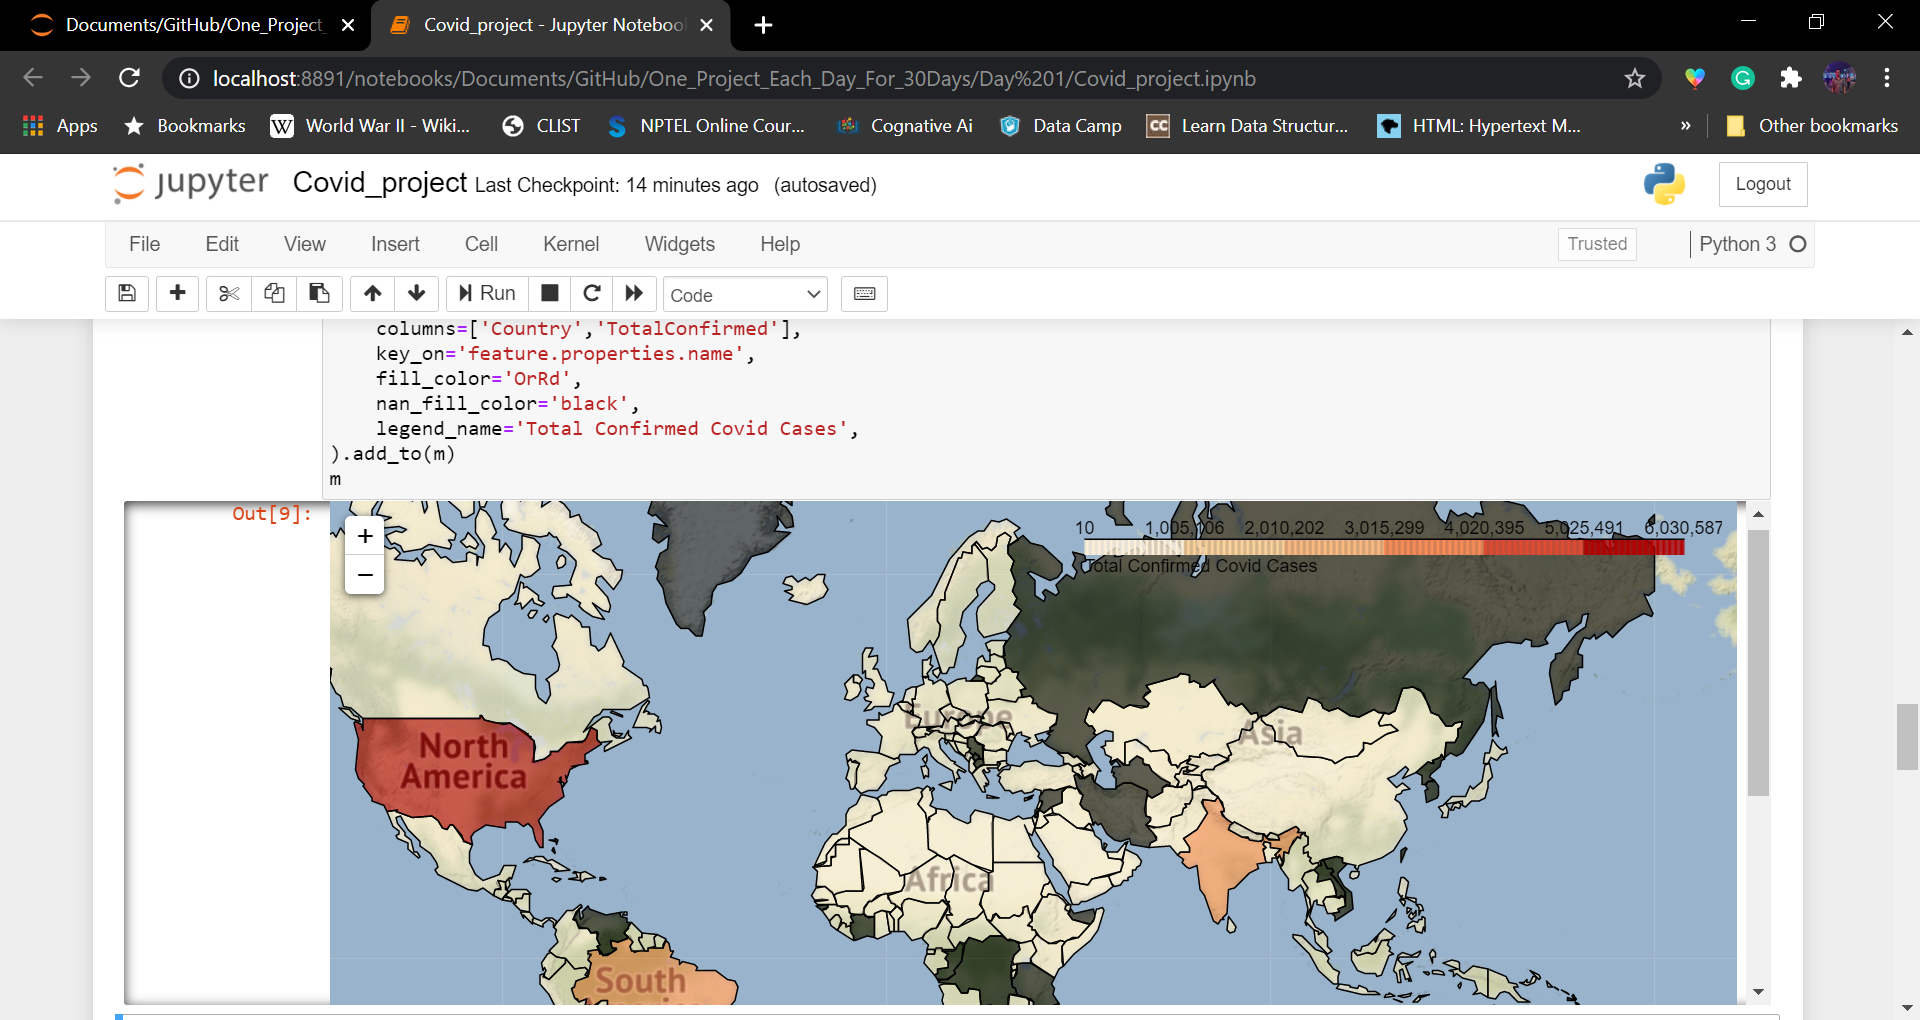 Documents/GitHub/One_Project_
Covid_project - Jupyter Notebook
localhost:8891/notebooks/Documents/GitHub/One_Project_Each_Day_For_30Days/Day%201/Covid_project.ipynb
Apps Bookmarks World War II - Wiki... CLIST NPTEL Online Cour... Cognative Ai Data Camp Learn Data Structur... HTML: Hypertext M... » Other bookmarks
jupyter Covid_project Last Checkpoint: 14 minutes ago (autosaved) Logout
File Edit View Insert Cell Kernel Widgets Help Trusted Python 3
Run Code
columns=['Country','TotalConfirmed'],
key_on='feature.properties.name',
fill_color='OrRd',
nan_fill_color='black',
legend_name='Total Confirmed Covid Cases',
).add_to(m)
m
Out[9]:
+
−
10 1,005,106 2,010,202 3,015,299 4,020,395 5,025,491 6,030,587
Total Confirmed Covid Cases
Europe
Asia
North
America
Africa
South